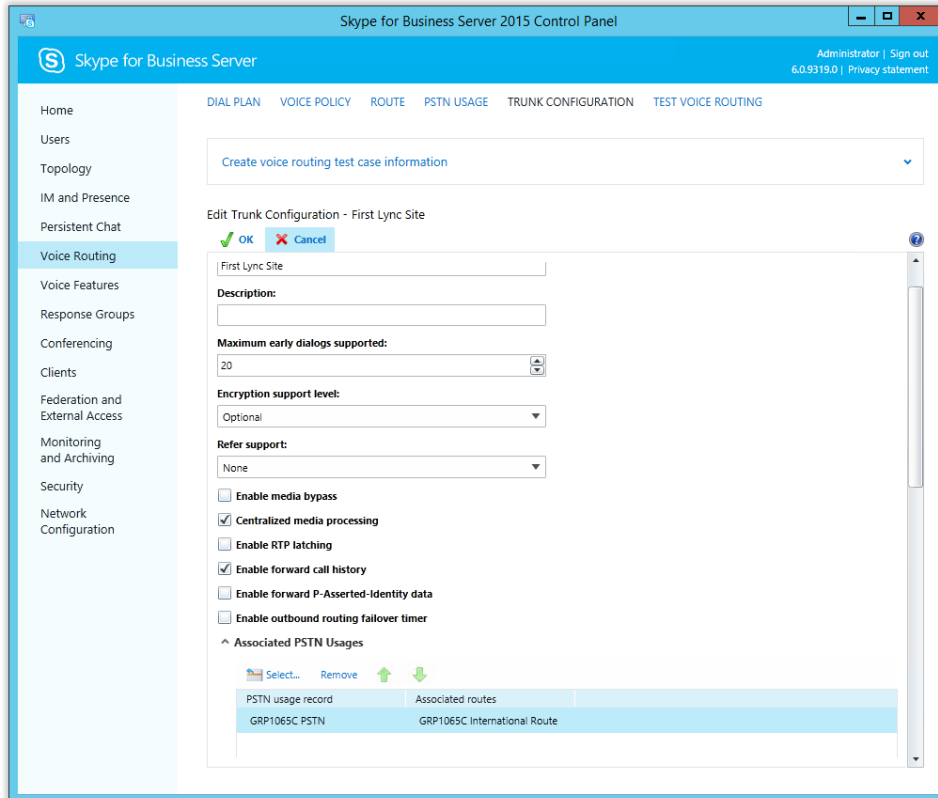 Skype for Business Server 2015 Control Panel
Skype for Business Server
Administrator | Sign out
6.0.9319.0 | Privacy statement
Home
Users
Topology
IM and Presence
Persistent Chat
Voice Routing
Voice Features
Response Groups
Conferencing
Clients
Federation and
External Access
Monitoring
and Archiving
Security
Network
Configuration
DIAL PLAN VOICE POLICY ROUTE PSTN USAGE TRUNK CONFIGURATION TEST VOICE ROUTING
Create voice routing test case information
Edit Trunk Configuration - First Lync Site
OK Cancel
First Lync Site
Description:
Maximum early dialogs supported:
20
Encryption support level:
Optional
Refer support:
None
Enable media bypass
Centralized media processing
Enable RTP latching
Enable forward call history
Enable forward P-Asserted-Identity data
Enable outbound routing failover timer
Associated PSTN Usages
Select... Remove
PSTN usage record Associated routes
GRP1065C PSTN GRP1065C International Route